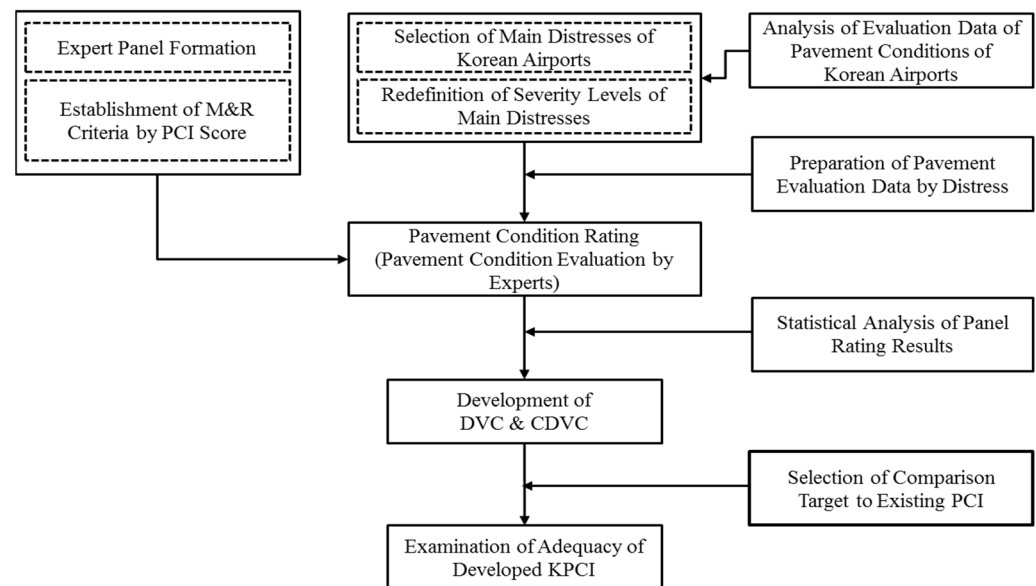 Expert Panel Formation
Establishment of M&R
Criteria by PCI Score
Selection of Main Distresses of
Korean Airports
Redefinition of Severity Levels of
Main Distresses
Analysis of Evaluation Data of
Pavement Conditions of
Korean Airports
Preparation of Pavement
Evaluation Data by Distress
Pavement Condition Rating
(Pavement Condition Evaluation by
Experts)
Statistical Analysis of Panel
Rating Results
Development of
DVC & CDVC
Selection of Comparison
Target to Existing PCI
Examination of Adequacy of
Developed KPCI